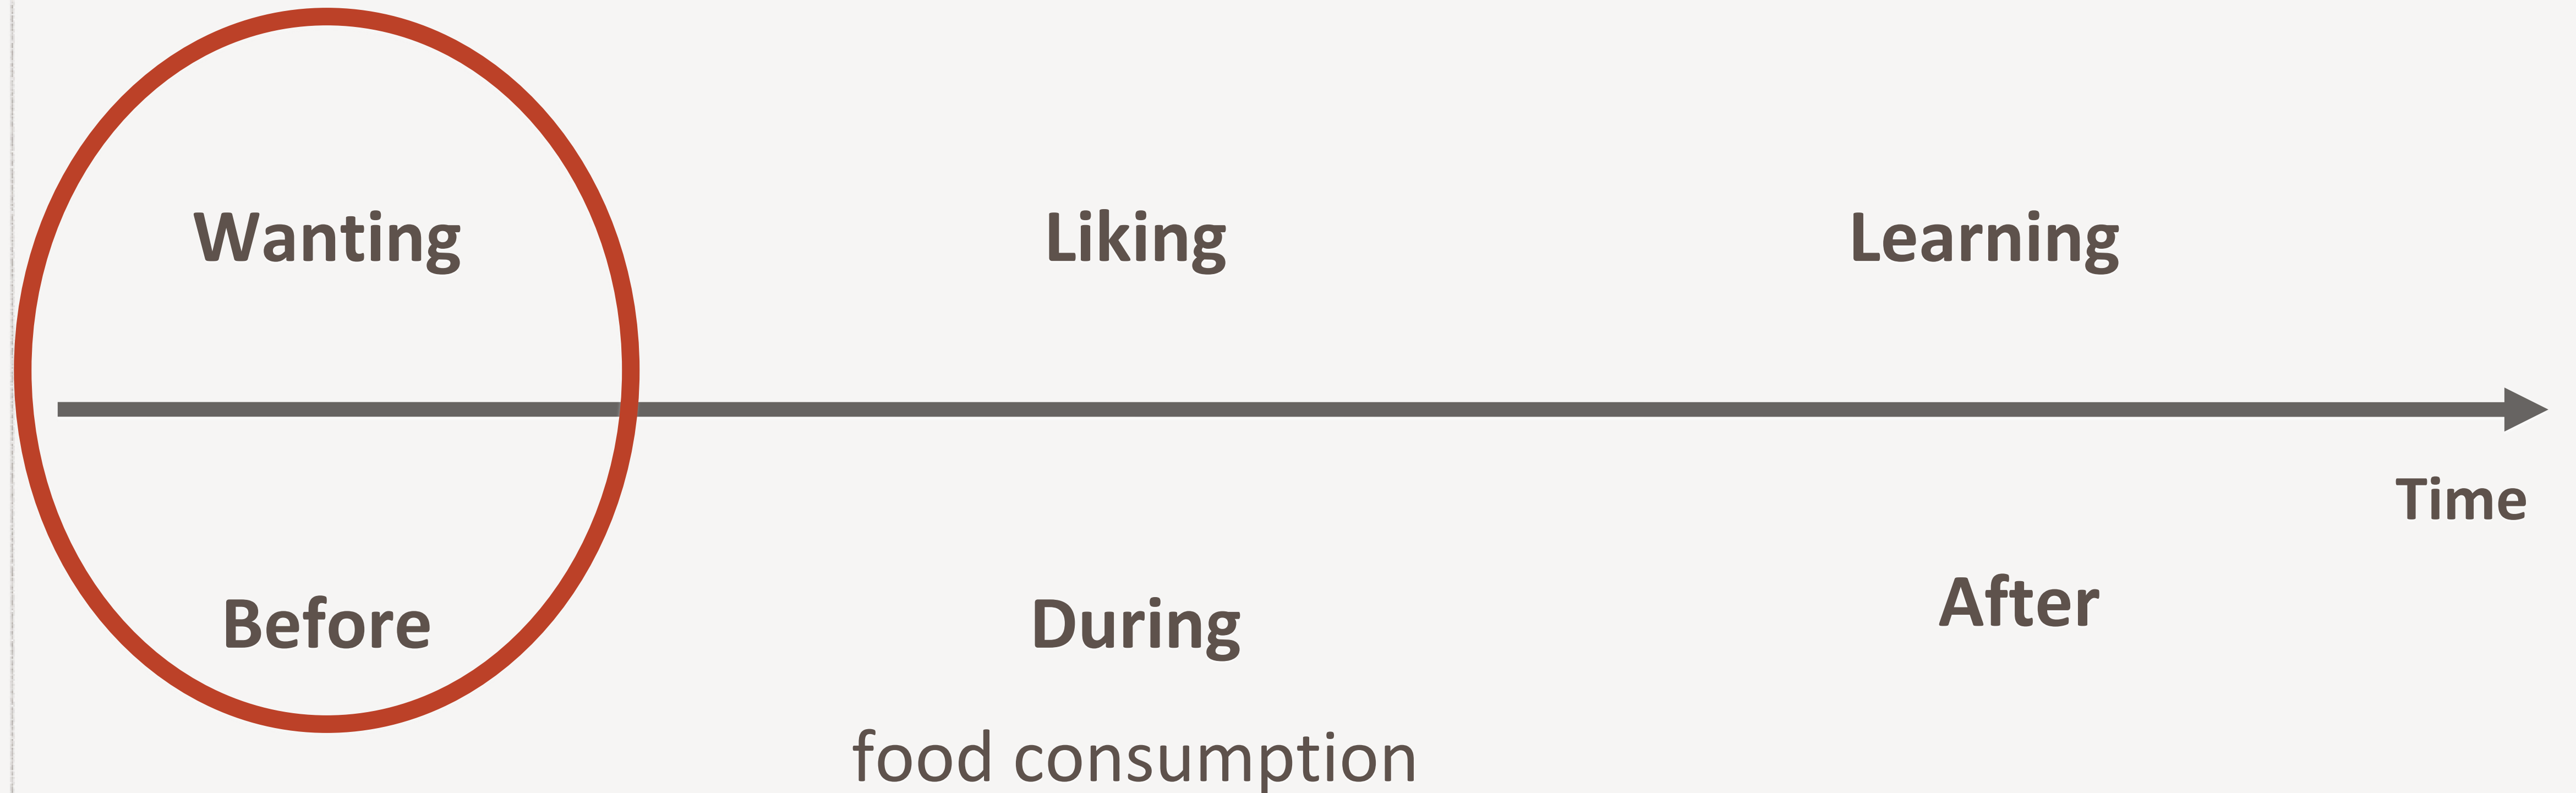 Wanting Liking Learning
Time
Before During After
food consumption